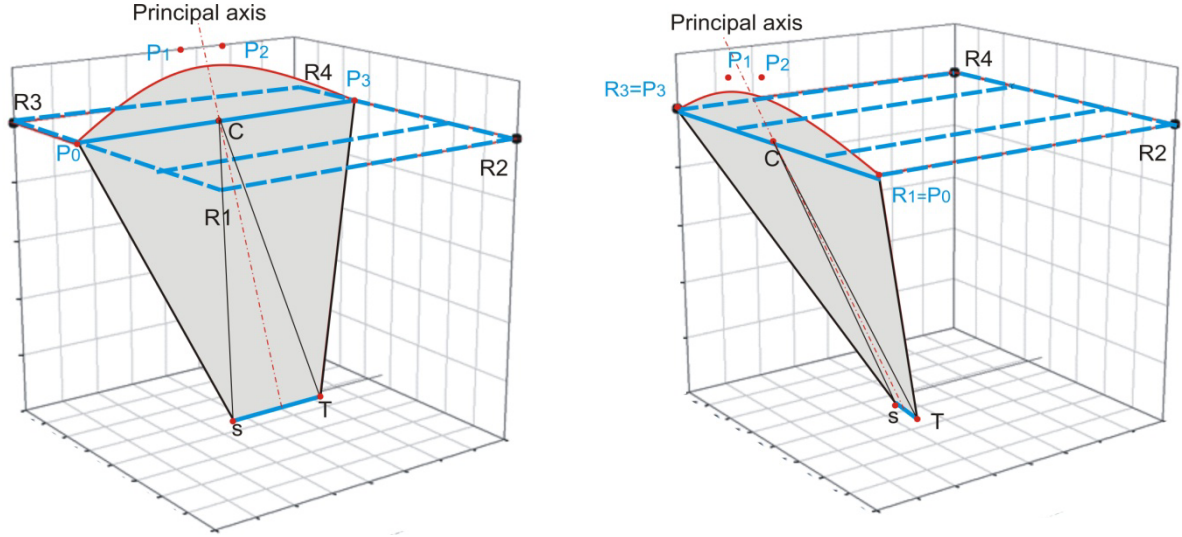 Principal axis
P1
P2
R4
P3
R3
P0
C
R2
R1
s
T
Principal axis
P1
P2
R4
R3=P3
C
R2
R1=P0
s
T